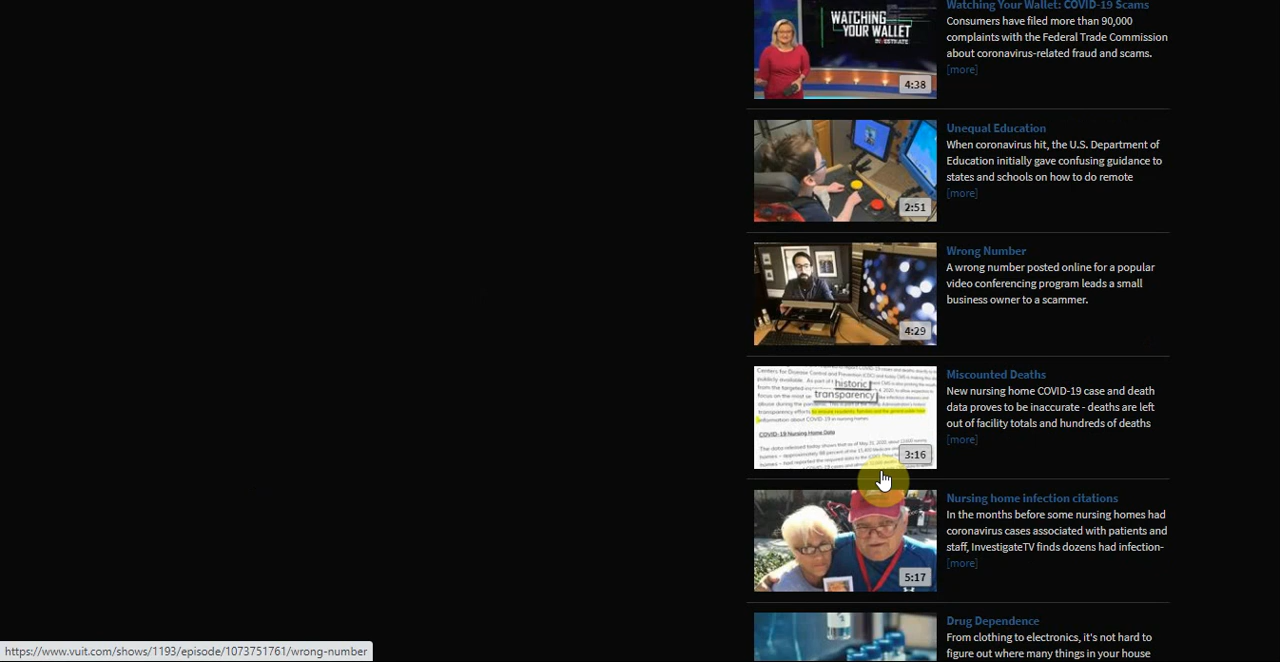 Watching Your Wallet: COVID-19 Scams
WATCHING
YOUR WALLET
INVESTIGATE
4:38
Consumers have filed more than 90,000
complaints with the Federal Trade Commission
about coronavirus-related fraud and scams.
[more]
2:51
Unequal Education
When coronavirus hit, the U.S. Department of
Education initially gave confusing guidance to
states and schools on how to do remote
[more]
4:29
Wrong Number
A wrong number posted online for a popular
video conferencing program leads a small
business owner to a scammer.
historic
transparency
COVID-19 Nursing Home Data
3:16
Miscounted Deaths
New nursing home COVID-19 case and death
data proves to be inaccurate - deaths are left
out of facility totals and hundreds of deaths
[more]
5:17
Nursing home infection citations
In the months before some nursing homes had
coronavirus cases associated with patients and
staff, InvestigateTV finds dozens had infection-
[more]
Drug Dependence
From clothing to electronics, it's not hard to
figure out where many things in your house
https://www.vuit.com/shows/1193/episode/1073751761/wrong-number